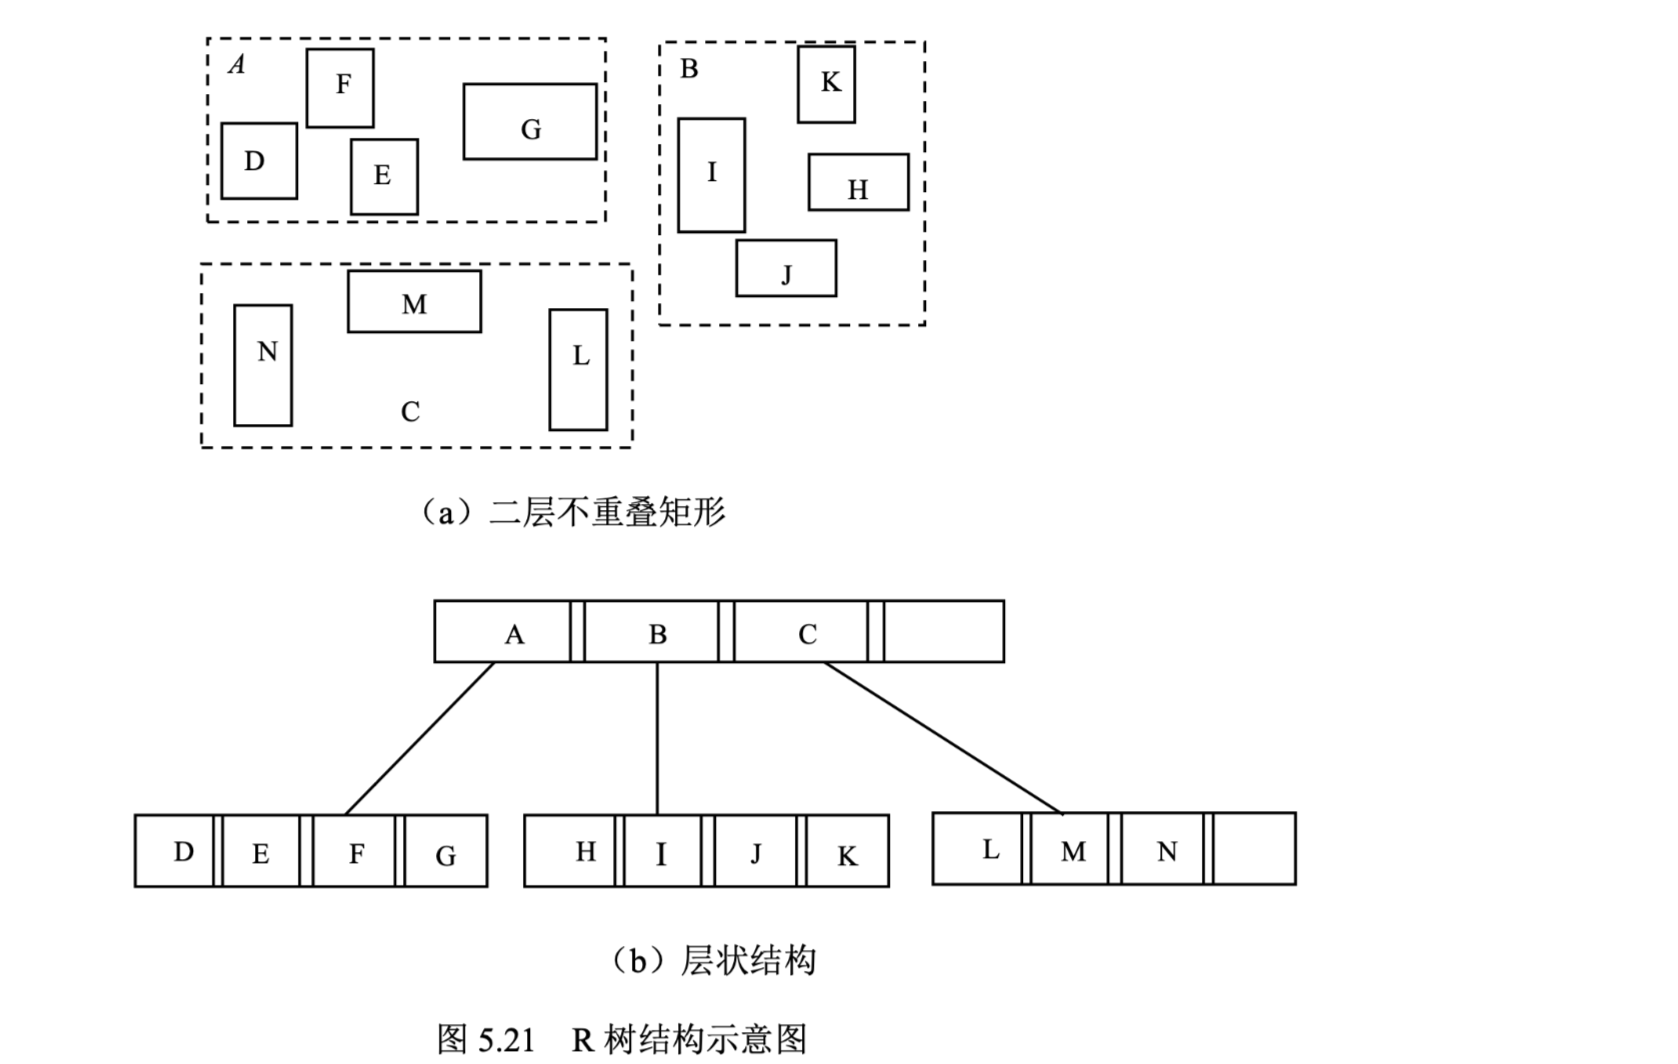 A F G D E
B K I H J
M N L C
（a）二层不重叠矩形
A B C
D E F G H I J K L M N
（b）层状结构
图 5.21 R 树结构示意图